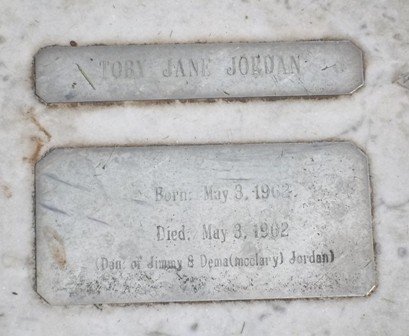 TOBY JANE JORDAN
Born: May 3, 1962
Died: May 3, 1962
(Dau. of Jimmy & Dema(mcclary) Jordan)